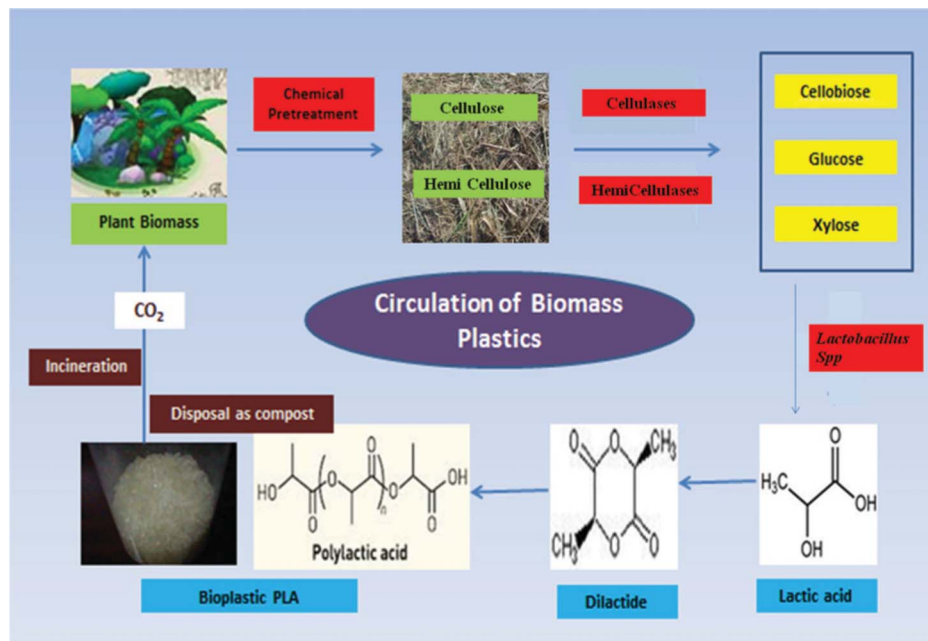 Chemical
Pretreatment
Cellulose
Hemi Cellulose
Cellulases
HemiCellulases
Cellobiose
Glucose
Xylose
Plant Biomass
CO₂
Circulation of Biomass
Plastics
Lactobacillus
Spp
Incineration
Disposal as compost
HO
O
O
O
O
n
O
O
OH
Polylactic acid
O
O
CH₃
CH₃
O
O
H₃C
O
OH
OH
Bioplastic PLA
Dilactide
Lactic acid